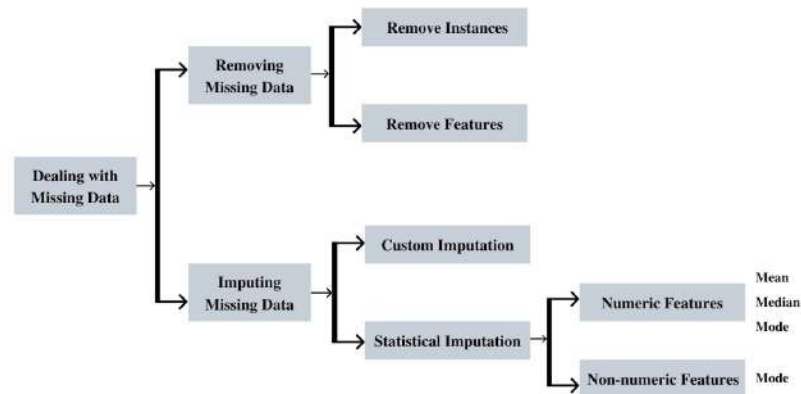 Remove Instances
Removing
Missing Data
Remove Features
Dealing with
Missing Data
Custom Imputation
Imputing
Missing Data
Statistical Imputation
Numeric Features
Mean
Median
Mode
Non-numeric Features
Mode